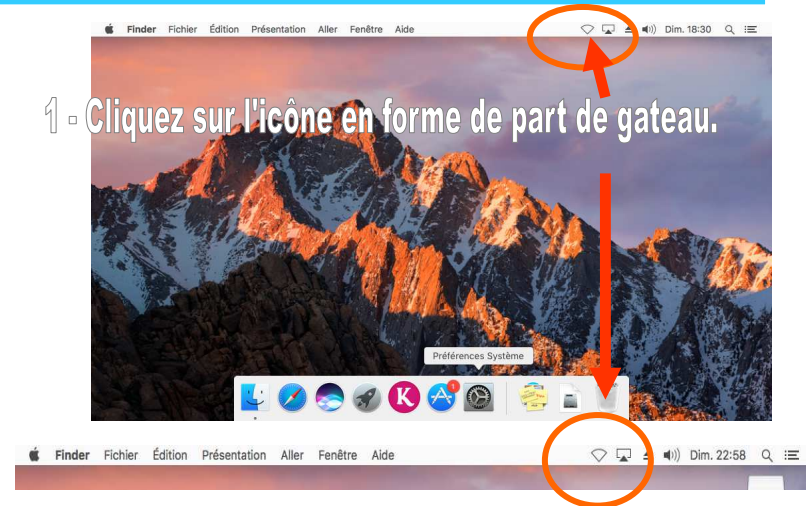 Finder Fichier Édition Présentation Aller Fenêtre Aide Dim. 18:30
1 - Cliquez sur l'icône en forme de part de gateau.
Préférences Système
K
1
Finder Fichier Édition Présentation Aller Fenêtre Aide Dim. 22:58